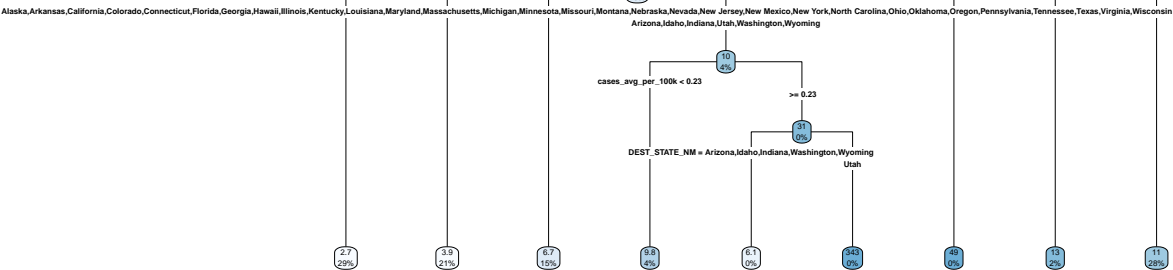 Alaska,Arkansas,California,Colorado,Connecticut,Florida,Georgia,Hawaii,Illinois,Kentucky,Louisiana,Maryland,Massachusetts,Michigan,Minnesota,Missouri,Montana,Nebraska,Nevada,New Jersey,New Mexico,New York,North Carolina,Ohio,Oklahoma,Oregon,Pennsylvania,Tennessee,Texas,Virginia,Wisconsin
Arizona,Idaho,Indiana,Utah,Washington,Wyoming
10
4%
cases_avg_per_100k < 0.23
>= 0.23
31
0%
DEST_STATE_NM = Arizona,Idaho,Indiana,Washington,Wyoming
Utah
2.7 3.9 6.7 9.8 6.1 343 49 13 11
29% 21% 15% 4% 0% 0% 0% 2% 28%